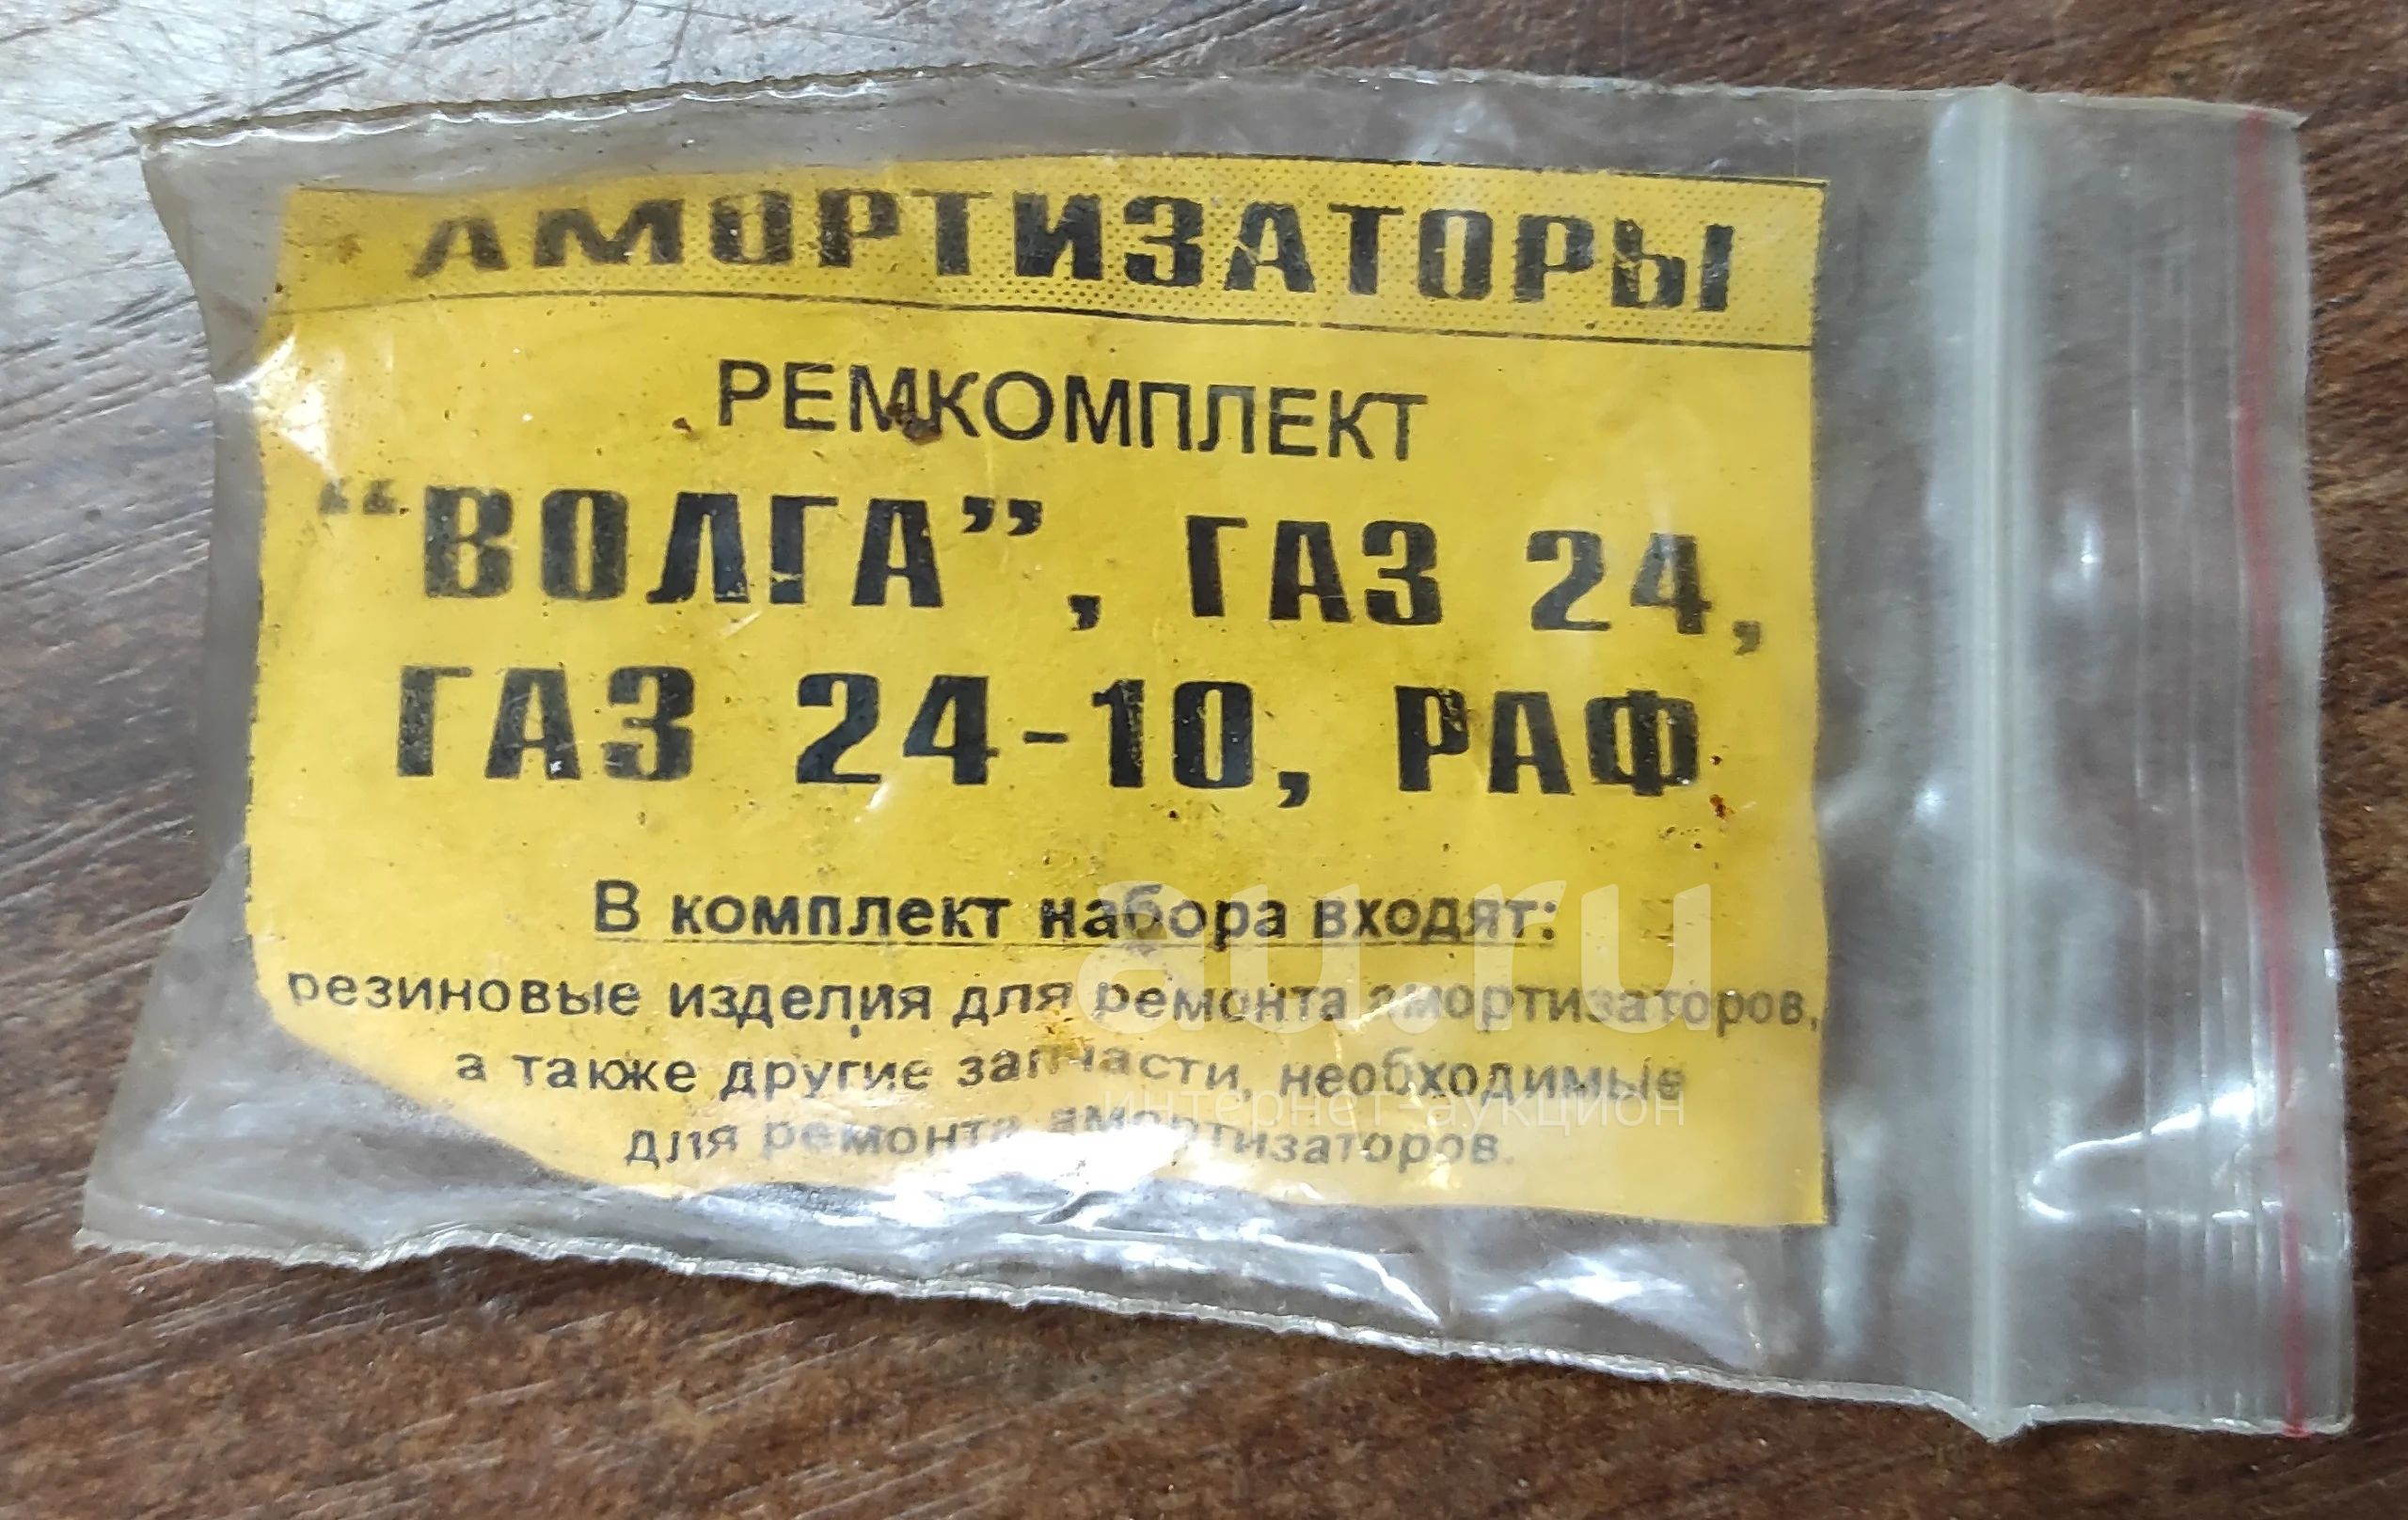 АМОРТИЗАТОРЫ
РЕМКОМПЛЕКТ
“ВОЛГА”, ГАЗ 24,
ГАЗ 24-10, РАФ
В комплект набора входят:
резиновые изделия для ремонта амортизаторов,
а также другие запчасти, необходимые
для ремонта амортизаторов.
au.ru
интернет-аукцион